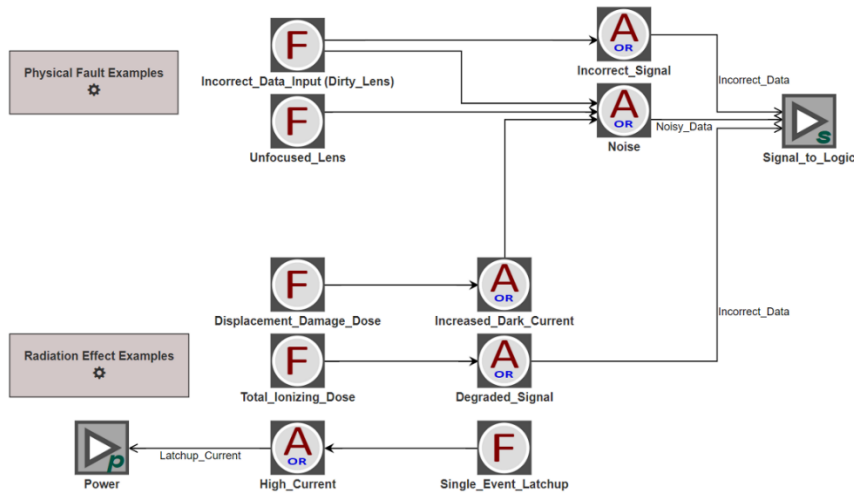 F
A
OR
Incorrect_Data_Input (Dirty_Lens)
Incorrect_Signal
Physical Fault Examples
Incorrect_Data
F
A
OR
Noisy_Data
S
Unfocused_Lens
Noise
Signal_to_Logic
F
A
OR
Displacement_Damage_Dose
Increased_Dark_Current
Incorrect_Data
Radiation Effect Examples
F
A
OR
Total_Ionizing_Dose
Degraded_Signal
p
Latchup_Current
A
OR
F
Power
High_Current
Single_Event_Latchup